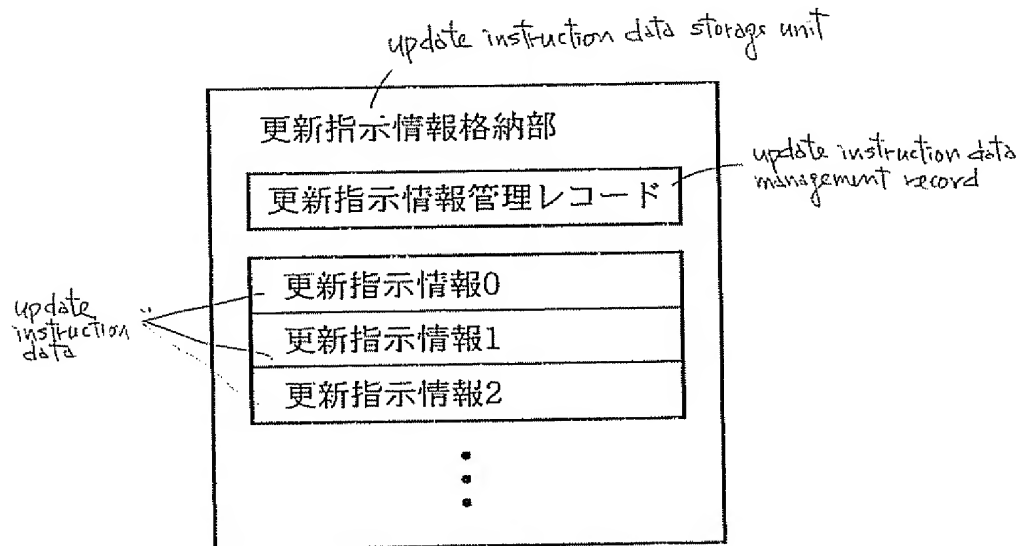 update instruction data storage unit
更新指示情報格納部
更新指示情報管理レコード
update instruction data
management record
更新指示情報0
更新指示情報1
更新指示情報2
update
instruction
data